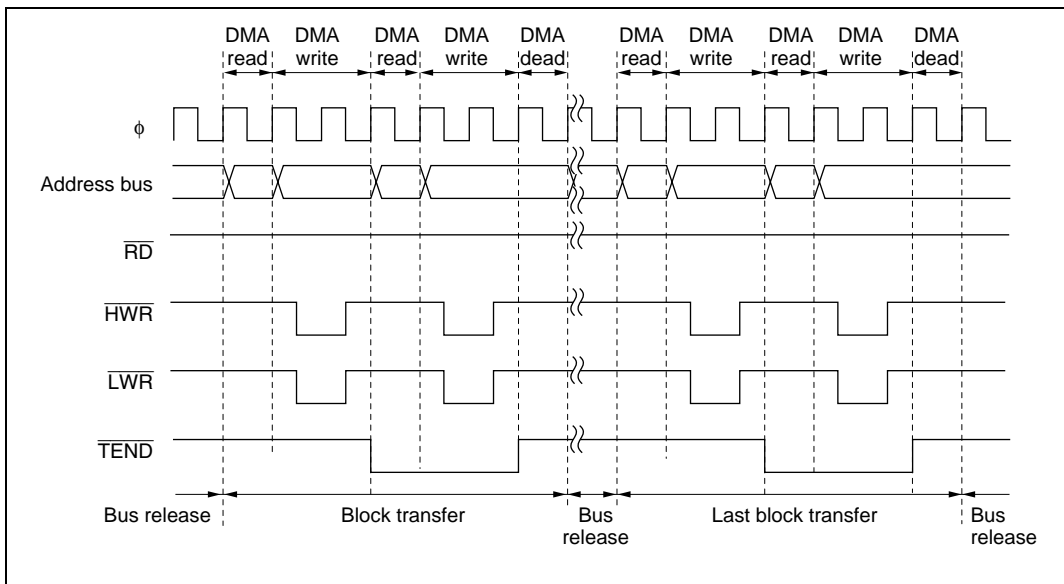 DMA read
DMA write
DMA read
DMA write
DMA dead
DMA read
DMA write
DMA read
DMA write
DMA dead
ϕ
Address bus
RD
HWR
LWR
TEND
Bus release
Block transfer
Bus release
Last block transfer
Bus release